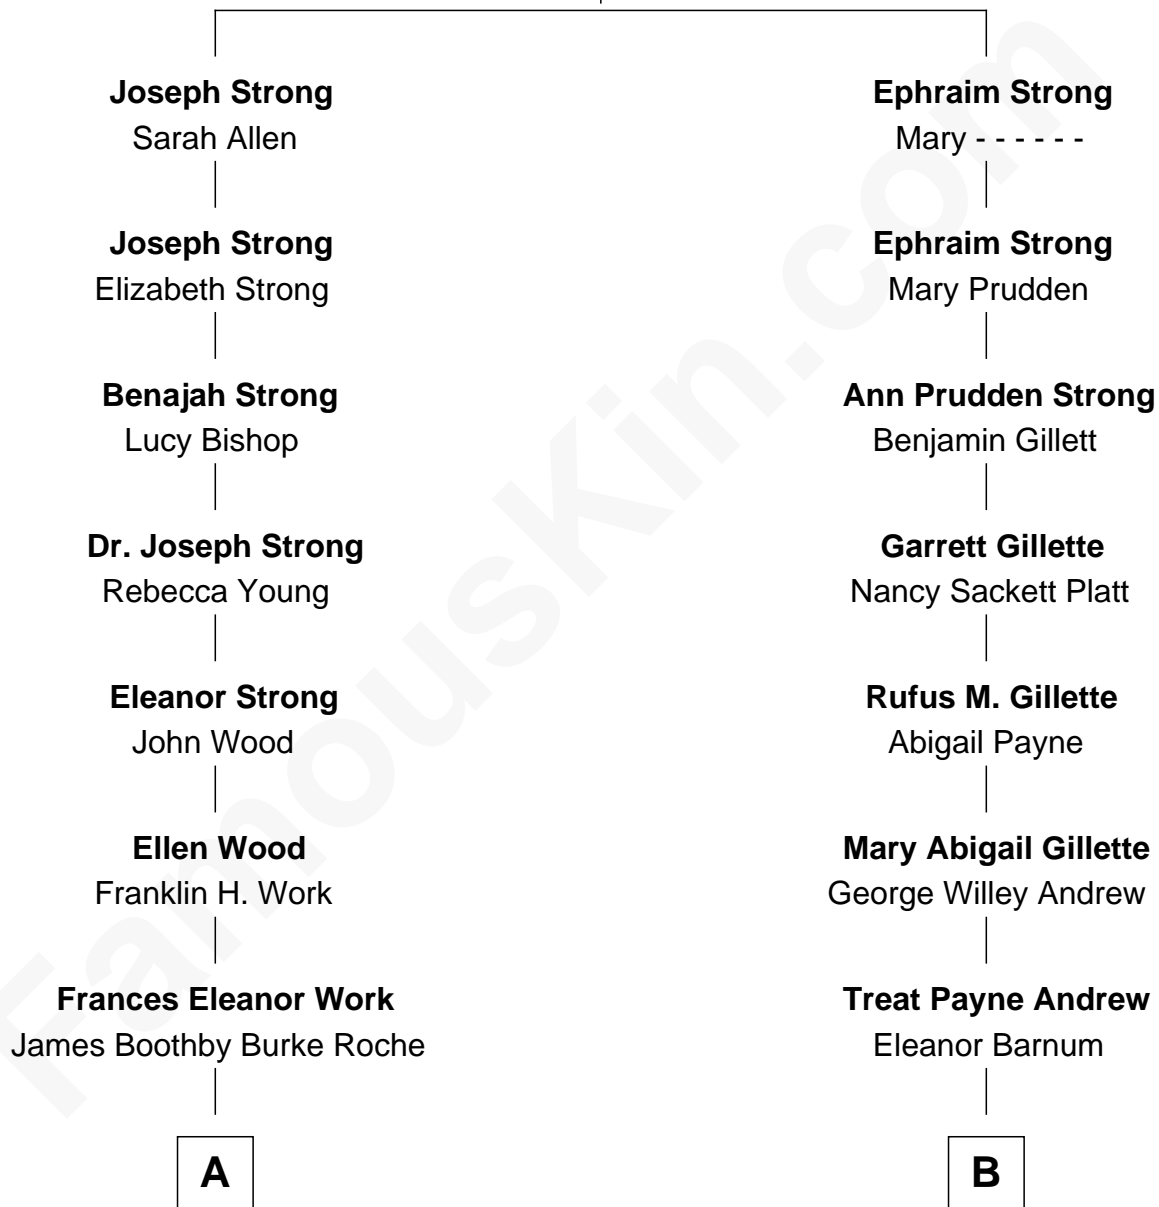 Joseph Strong
Sarah Allen
Joseph Strong
Elizabeth Strong
Benajah Strong
Lucy Bishop
Dr. Joseph Strong
Rebecca Young
Eleanor Strong
John Wood
Ellen Wood
Franklin H. Work
Frances Eleanor Work
James Boothby Burke Roche
A
Ephraim Strong
Mary - - - - - -
Ephraim Strong
Mary Prudden
Ann Prudden Strong
Benjamin Gillett
Garrett Gillette
Nancy Sackett Platt
Rufus M. Gillette
Abigail Payne
Mary Abigail Gillette
George Willey Andrew
Treat Payne Andrew
Eleanor Barnum
B
FamousKin.com